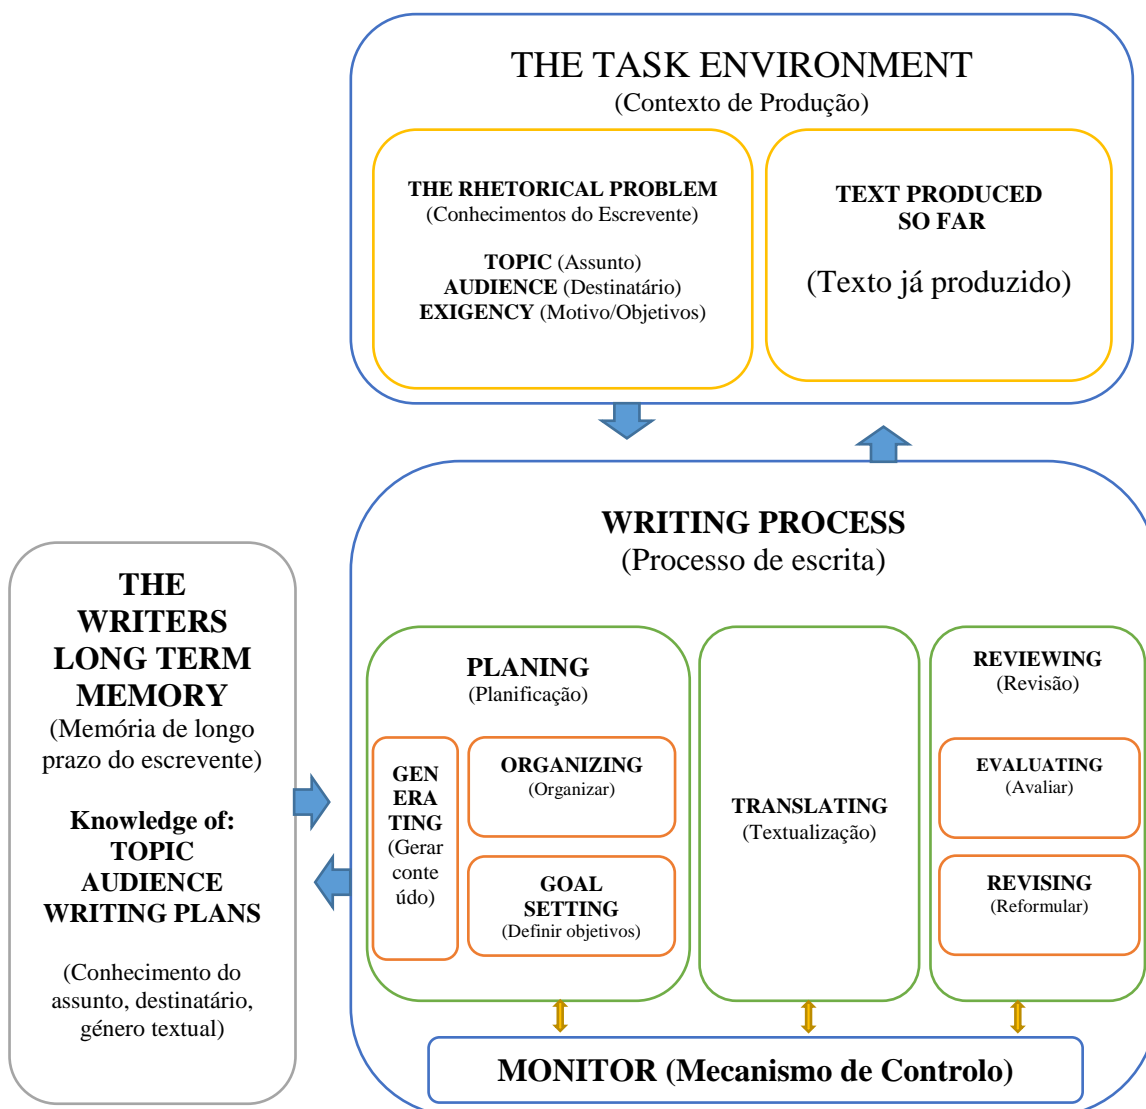 THE TASK ENVIRONMENT
(Contexto de Produção)
THE RHETORICAL PROBLEM
(Conhecimentos do Escrevente)
TOPIC (Assunto)
AUDIENCE (Destinatário)
EXIGENCY (Motivo/Objetivos)
TEXT PRODUCED
SO FAR
(Texto já produzido)
WRITING PROCESS
(Processo de escrita)
THE
WRITERS
LONG TERM
MEMORY
(Memória de longo
prazo do escrevente)
Knowledge of:
TOPIC
AUDIENCE
WRITING PLANS
(Conhecimento do
assunto, destinatário,
género textual)
PLANING
(Planificação)
GEN
ERA
TING
(Gerar
conte
údo)
ORGANIZING
(Organizar)
GOAL
SETTING
(Definir objetivos)
TRANSLATING
(Textualização)
REVIEWING
(Revisão)
EVALUATING
(Avaliar)
REVISING
(Reformular)
MONITOR (Mecanismo de Controlo)